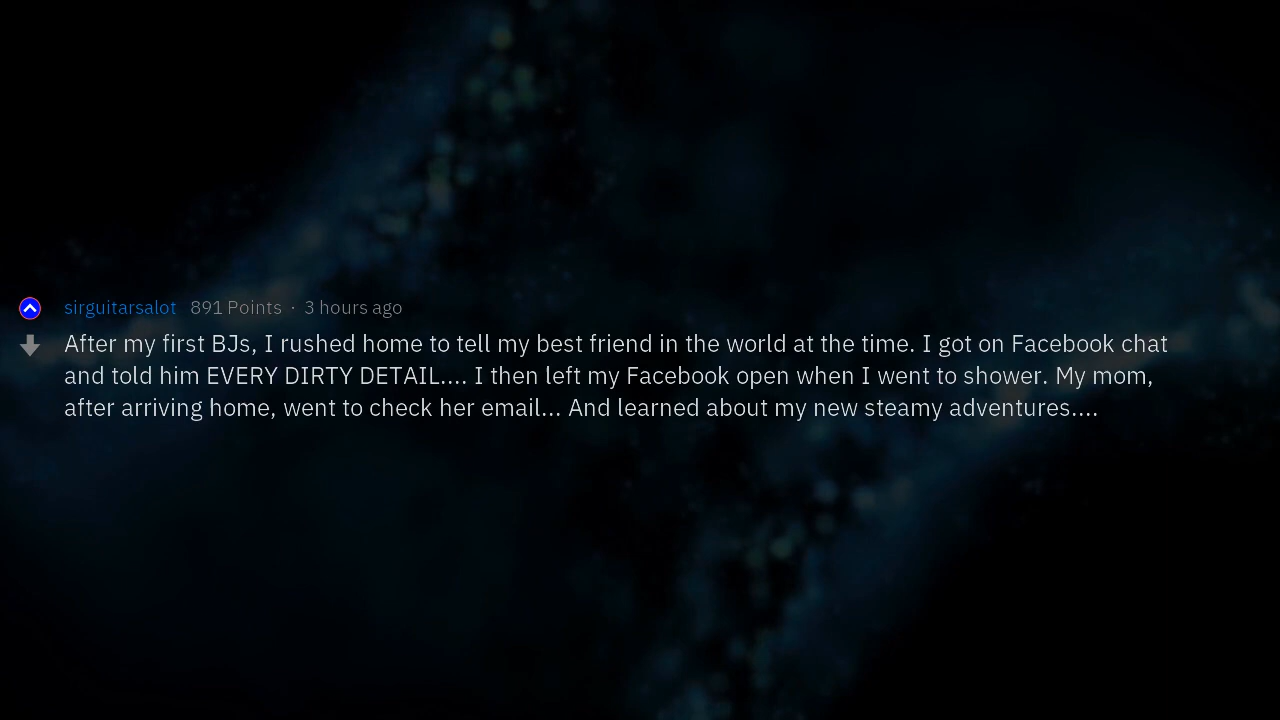 sirguitarsalot 891 Points · 3 hours ago
After my first BJs, I rushed home to tell my best friend in the world at the time. I got on Facebook chat
and told him EVERY DIRTY DETAIL.... I then left my Facebook open when I went to shower. My mom,
after arriving home, went to check her email... And learned about my new steamy adventures....